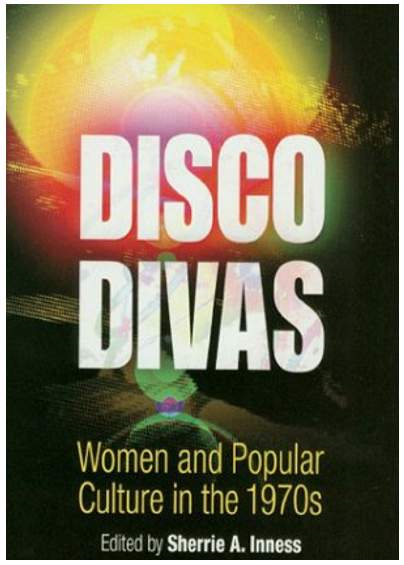 DISCO
DIVAS
Women and Popular
Culture in the 1970s
Edited by Sherrie A. Inness